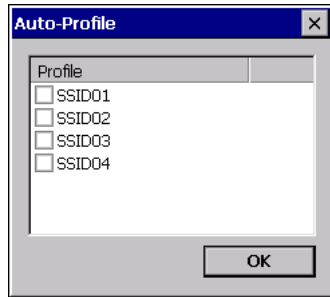 Auto-Profile
Profile
SSID01
SSID02
SSID03
SSID04
OK